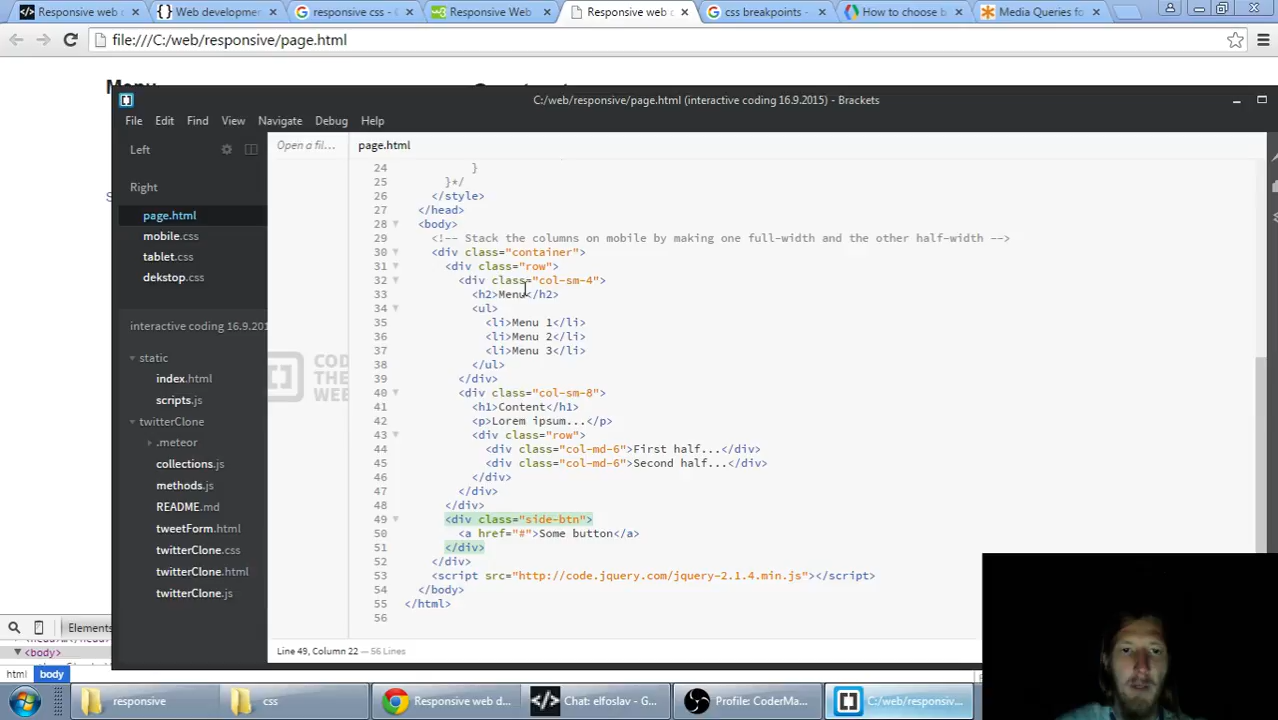 Responsive web d
Web developmen
responsive css - G
Responsive Web
Responsive web d
css breakpoints -
How to choose b
Media Queries fo
file:///C:/web/responsive/page.html
C:/web/responsive/page.html (interactive coding 16.9.2015) - Brackets
File Edit Find View Navigate Debug Help
Left
Open a fil...
page.html
Right
page.html
mobile.css
tablet.css
dekstop.css
interactive coding 16.9.201
static
index.html
scripts.js
twitterClone
.meteor
collections.js
methods.js
README.md
tweetForm.html
twitterClone.css
twitterClone.html
twitterClone.js
COD
THE
WEB
24 }
25 }*/
26 </style>
27 </head>
28 <body>
29 <!-- Stack the columns on mobile by making one full-width and the other half-width -->
30 <div class="container">
31 <div class="row">
32 <div class="col-sm-4">
33 <h2>Menu</h2>
34 <ul>
35 <li>Menu 1</li>
36 <li>Menu 2</li>
37 <li>Menu 3</li>
38 </ul>
39 </div>
40 <div class="col-sm-8">
41 <h1>Content</h1>
42 <p>Lorem ipsum...</p>
43 <div class="row">
44 <div class="col-md-6">First half...</div>
45 <div class="col-md-6">Second half...</div>
46 </div>
47 </div>
48 </div>
49 <div class="side-btn">
50 <a href="#">Some button</a>
51 </div>
52 </div>
53 <script src="http://code.jquery.com/jquery-2.1.4.min.js"></script>
54 </body>
55 </html>
56
Line 49, Column 22 — 56 Lines
Elements
<body>
html body
responsive
css
Responsive web d...
Chat: elfoslav - G...
Profile: CoderMa...
C:/web/responsiv...